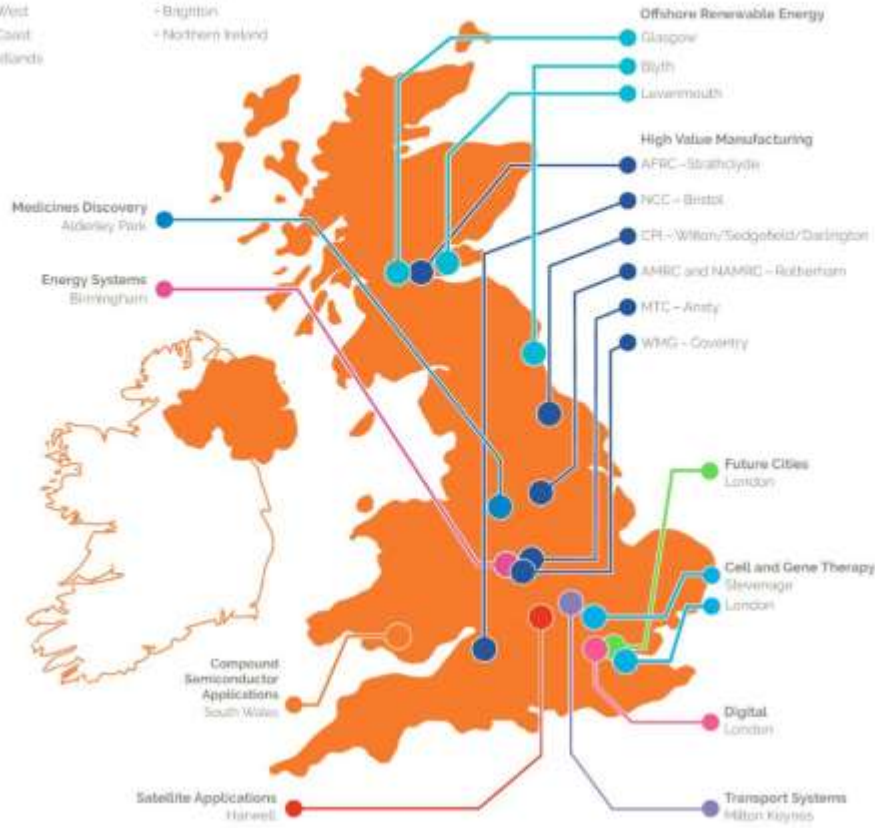 West
Coast
- Brighton
- Northern Ireland
Offshore Renewable Energy
Glasgow
Blyth
Levenmouth
High Value Manufacturing
AFRC – Strathclyde
NCC – Bristol
CPI – Wilton/Sedgefield/Darlington
AMRC and NAMRC – Rotherham
MTC – Ansty
WMG – Coventry
Medicines Discovery
Alderley Park
Energy Systems
Birmingham
Future Cities
London
Cell and Gene Therapy
Stevenage
London
Compound
Semiconductor
Applications
South Wales
Digital
London
Satellite Applications
Harwell
Transport Systems
Milton Keynes